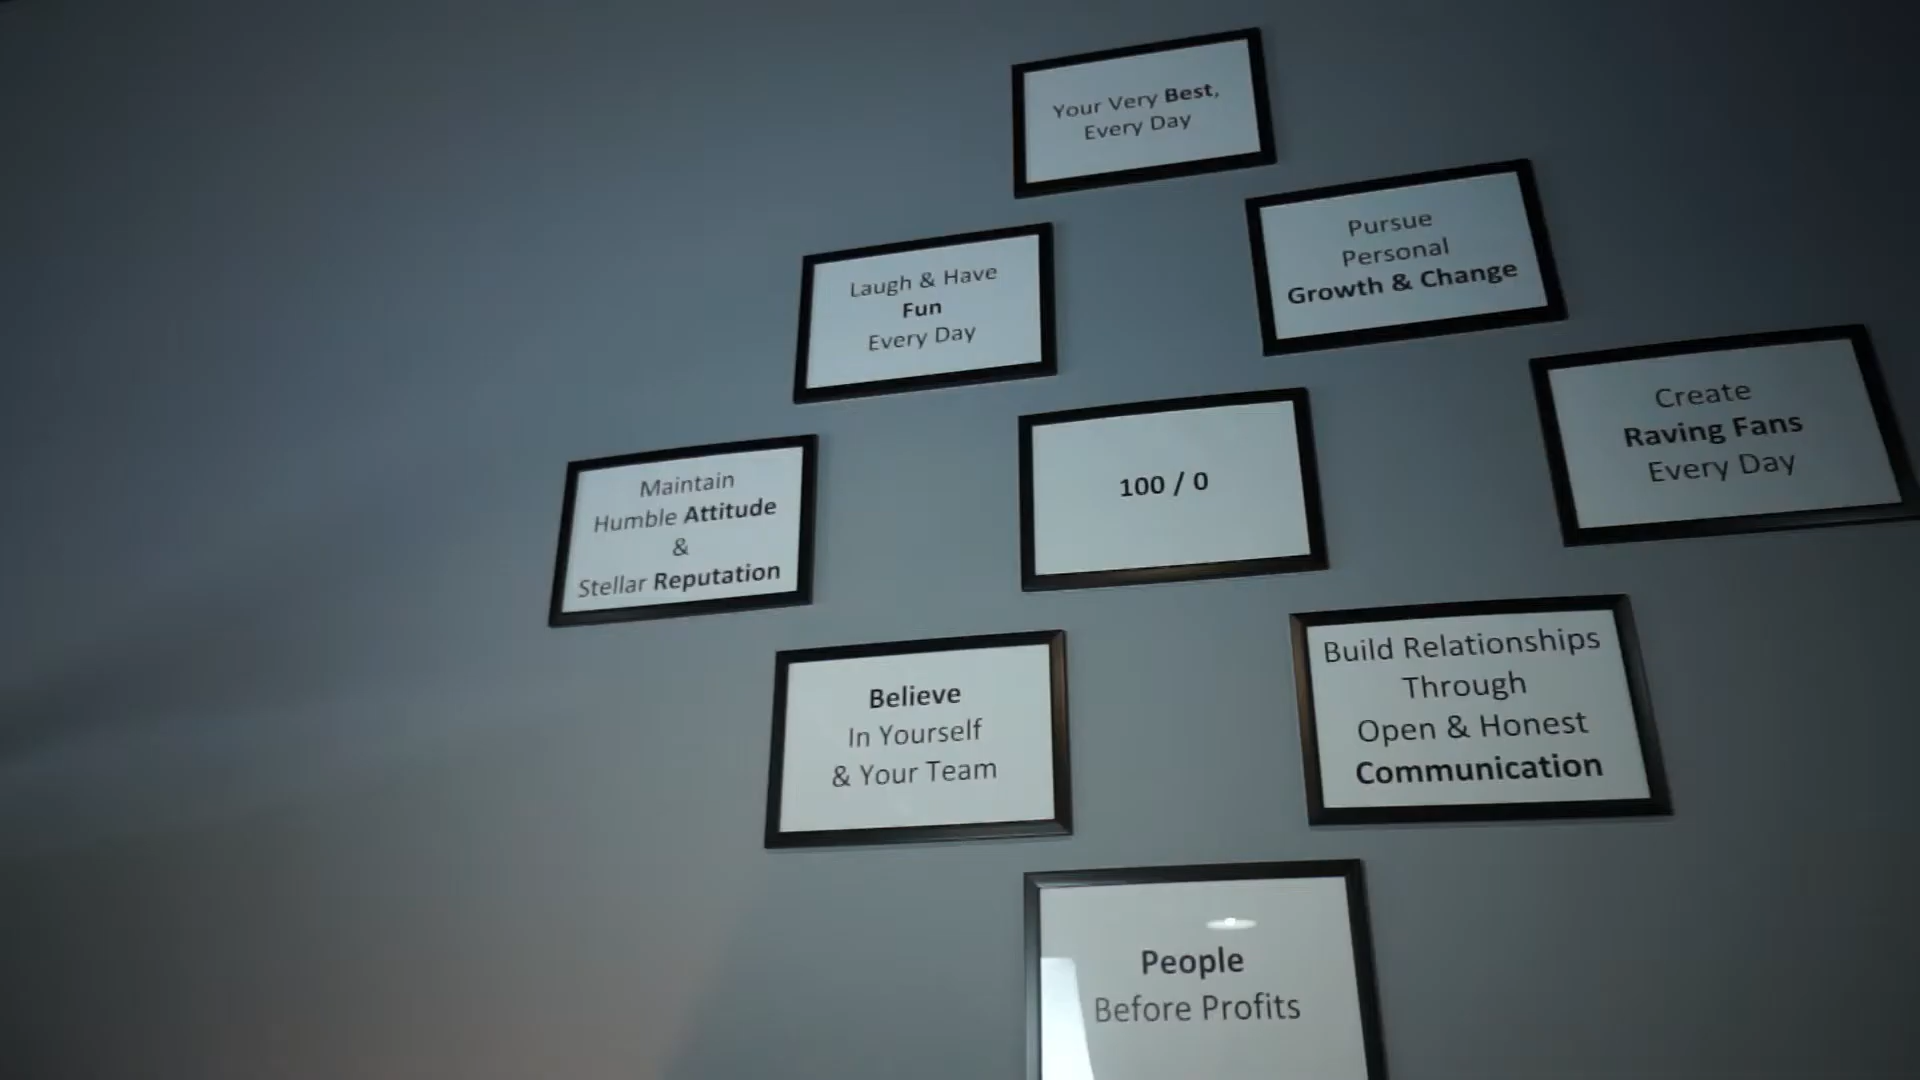 Your Very Best,
Every Day
Laugh & Have
Fun
Every Day
Pursue
Personal
Growth & Change
Maintain
Humble Attitude
&
Stellar Reputation
100 / 0
Create
Raving Fans
Every Day
Believe
In Yourself
& Your Team
Build Relationships
Through
Open & Honest
Communication
People
Before Profits